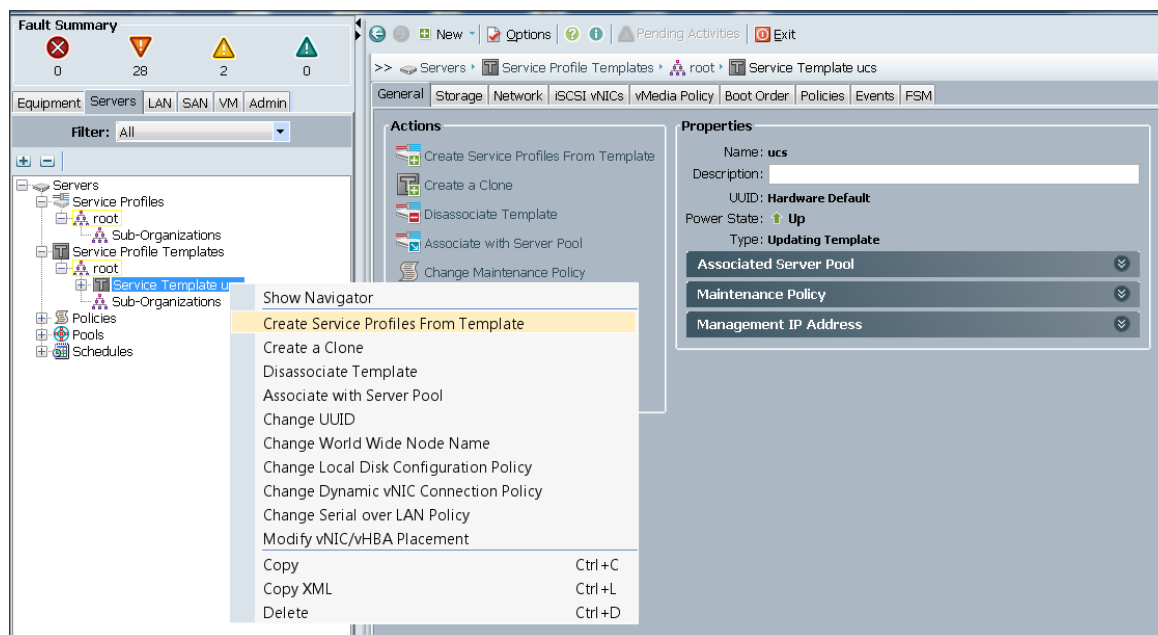 Fault Summary
0 28 2 0
Equipment Servers LAN SAN VM Admin
Filter: All
Servers
Service Profiles
root
Sub-Organizations
Service Profile Templates
root
Service Template u
Sub-Organizations
Policies
Pools
Schedules
New Options Pending Activities Exit
>> Servers Service Profile Templates root Service Template ucs
General Storage Network iSCSI vNICs vMedia Policy Boot Order Policies Events FSM
Actions
Create Service Profiles From Template
Create a Clone
Disassociate Template
Associate with Server Pool
Change Maintenance Policy
Properties
Name: ucs
Description:
UUID: Hardware Default
Power State: Up
Type: Updating Template
Associated Server Pool
Maintenance Policy
Management IP Address
Show Navigator
Create Service Profiles From Template
Create a Clone
Disassociate Template
Associate with Server Pool
Change UUID
Change World Wide Node Name
Change Local Disk Configuration Policy
Change Dynamic vNIC Connection Policy
Change Serial over LAN Policy
Modify vNIC/vHBA Placement
Copy Ctrl+C
Copy XML Ctrl+L
Delete Ctrl+D